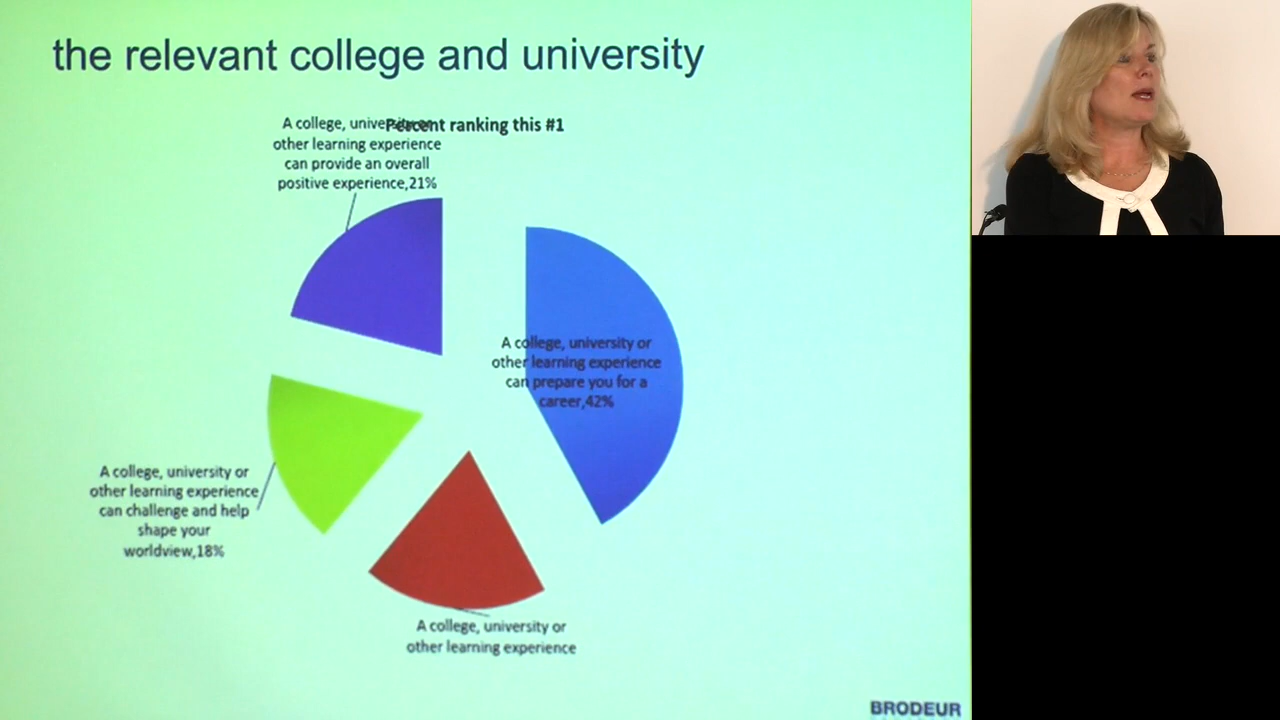 the relevant college and university
Percent ranking this #1
A college, university or
other learning experience
can provide an overall
positive experience,21%
A college, university or
other learning experience
can prepare you for a
career,42%
A college, university or
other learning experience
can challenge and help
shape your
worldview,18%
A college, university or
other learning experience
BRODEUR